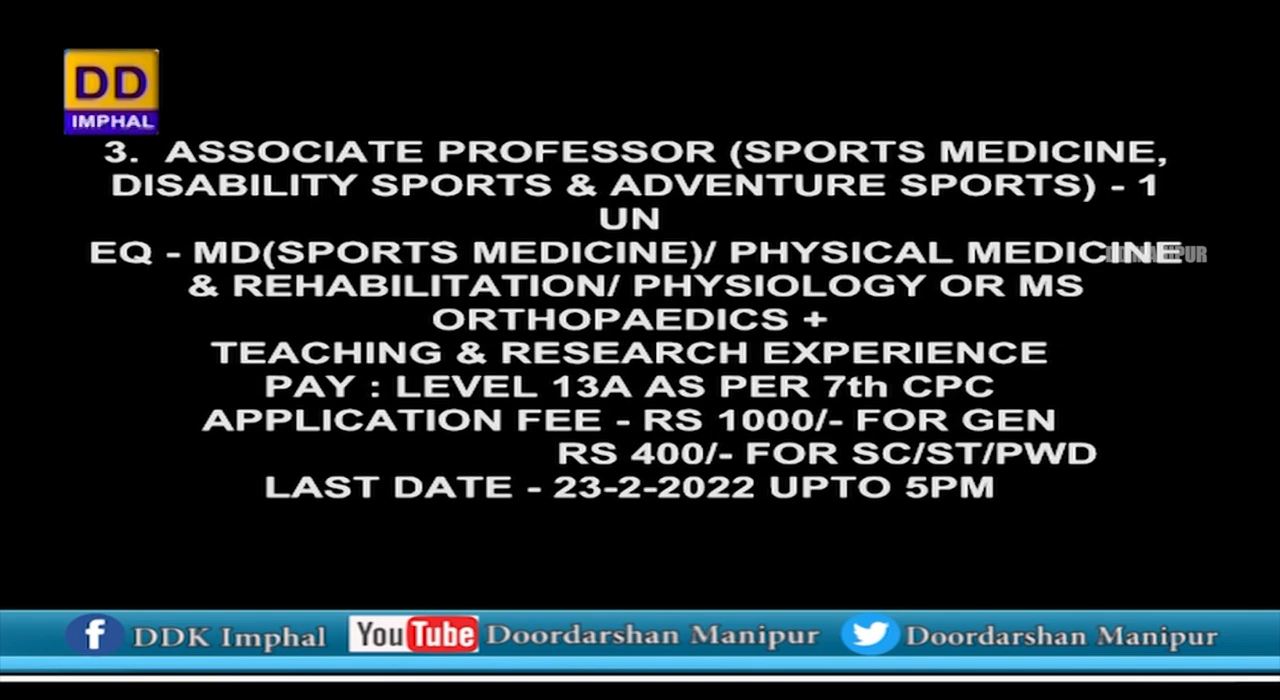 DD
IMPHAL
3. ASSOCIATE PROFESSOR (SPORTS MEDICINE,
DISABILITY SPORTS & ADVENTURE SPORTS) - 1
UN
EQ - MD(SPORTS MEDICINE)/ PHYSICAL MEDICINE
DDMANIPUR
& REHABILITATION/ PHYSIOLOGY OR MS
ORTHOPAEDICS +
TEACHING & RESEARCH EXPERIENCE
PAY : LEVEL 13A AS PER 7th CPC
APPLICATION FEE - RS 1000/- FOR GEN
RS 400/- FOR SC/ST/PWD
LAST DATE - 23-2-2022 UPTO 5PM
f DDK Imphal YouTube Doordarshan Manipur Doordarshan Manipur